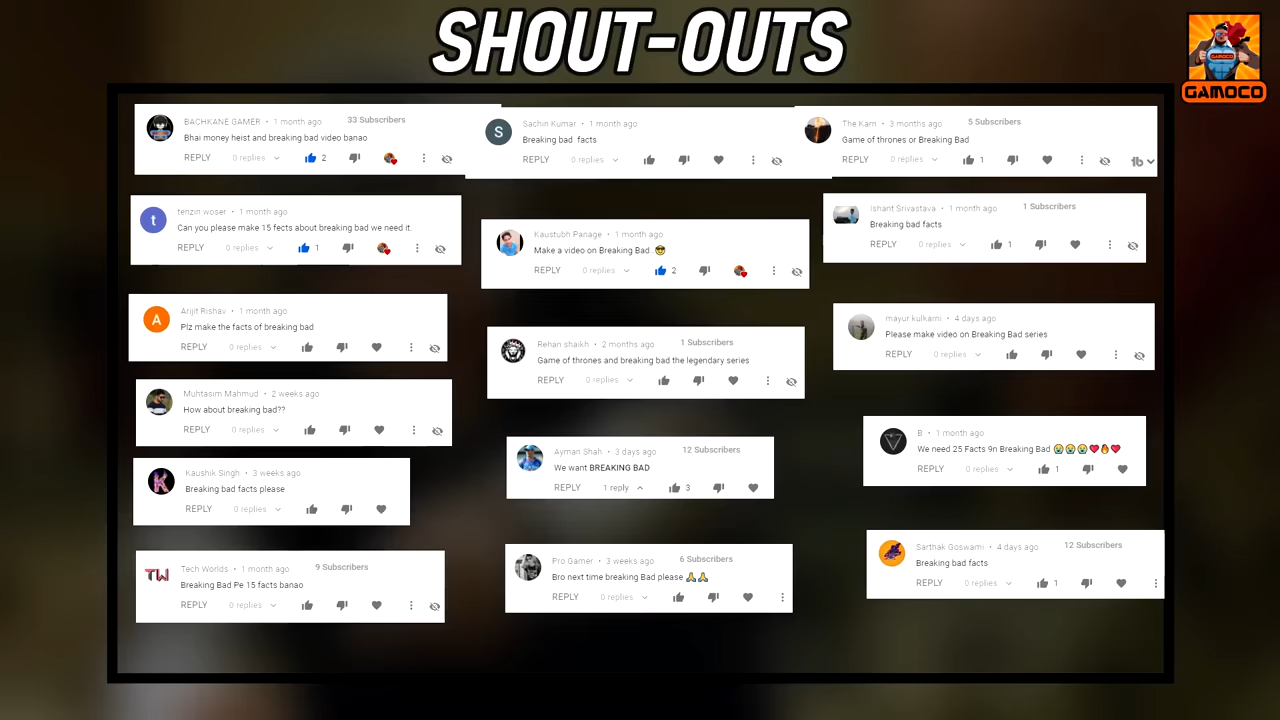 SHOUT-OUTS
GAMOCO
GAMOCO
BACHKANE GAMER • 1 month ago 33 Subscribers
Bhai money heist and breaking bad video banao
REPLY 0 replies 2
Sachin Kumar • 1 month ago
Breaking bad facts
REPLY 0 replies
The Karn • 3 months ago 5 Subscribers
Game of thrones or Breaking Bad
REPLY 0 replies 1
tenzin woser • 1 month ago
Can you please make 15 fects about breaking bad we need it.
REPLY 0 replies 1
Kaustubh Panage • 1 month ago
Make a video on Breaking Bad 😎
REPLY 0 replies 2
Ishant Srivastava • 1 month ago 1 Subscribers
Breaking bad facts
REPLY 0 replies 1
Arijit Rishav • 1 month ago
Plz make the facts of breaking bad
REPLY 0 replies
Rehan shaikh • 2 months ago 1 Subscribers
Game of thrones and breaking bad the legendary series
REPLY 0 replies
mayur kulkarni • 4 days ago
Please make video on Breaking Bad series
REPLY 0 replies
Muhtasim Mahmud • 2 weeks ago
How about breaking bad??
REPLY 0 replies
Ayman Shah • 3 days ago 12 Subscribers
We want BREAKING BAD
REPLY 1 reply 3
B • 1 month ago
We need 25 Facts 9n Breaking Bad 😭😭😭❤️🔥❤️
REPLY 0 replies 1
Kaushik Singh • 3 weeks ago
Breaking bad facts please
REPLY 0 replies
Tech Worlds • 1 month ago 9 Subscribers
Breaking Bad Pe 15 facts banao
REPLY 0 replies
Pro Gamer • 3 weeks ago 6 Subscribers
Bro next time breaking Bad please 🙏🙏
REPLY 0 replies
Sarthak Goswami • 4 days ago 12 Subscribers
Breaking bad facts
REPLY 0 replies 1